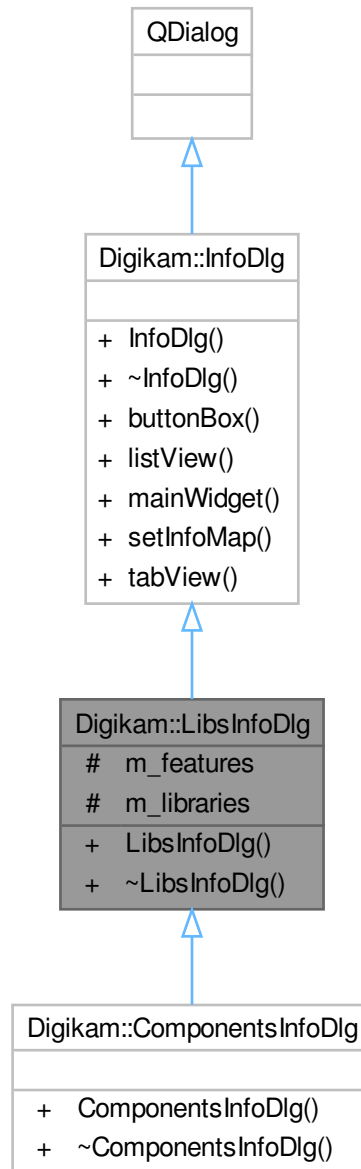 QDialog
Digikam::InfoDlg
+ InfoDlg()
+ ~InfoDlg()
+ buttonBox()
+ listView()
+ mainWidget()
+ setInfoMap()
+ tabView()
Digikam::LibsInfoDlg
# m_features
# m_libraries
+ LibsInfoDlg()
+ ~LibsInfoDlg()
Digikam::ComponentsInfoDlg
+ ComponentsInfoDlg()
+ ~ComponentsInfoDlg()